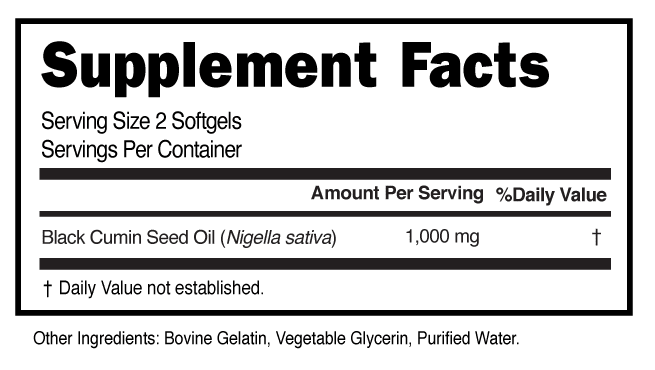 Supplement Facts
Serving Size 2 Softgels
Servings Per Container
Amount Per Serving %Daily Value
Black Cumin Seed Oil (Nigella sativa) 1,000 mg †
† Daily Value not established.
Other Ingredients: Bovine Gelatin, Vegetable Glycerin, Purified Water.